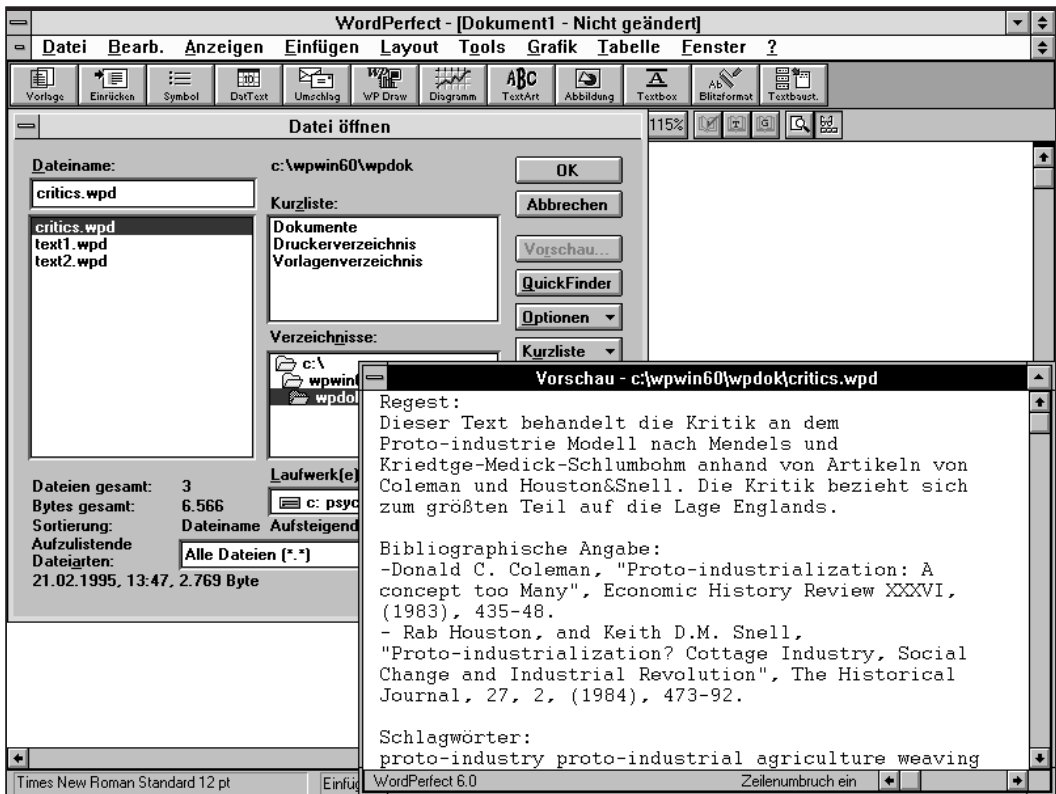 WordPerfect - [Dokument1 - Nicht geändert]
Datei Bearb. Anzeigen Einfügen Layout Tools Grafik Tabelle Fenster ?
Vorlage Einrücken Symbol DatText Umschlag WP Draw Diagramm TextArt Abbildung Textbox Blitzformat Textbaust.
115%
Datei öffnen
Dateiname:
critics.wpd
critics.wpd
text1.wpd
text2.wpd
c:\wpwin60\wpdok
Kurzliste:
Dokumente
Druckerverzeichnis
Vorlagenverzeichnis
Verzeichnisse:
c:\
OK
Abbrechen
Vorschau...
QuickFinder
Optionen
Kurzliste
Laufwerk(e)
Dateien gesamt: 3
Bytes gesamt: 6.566
Sortierung: Dateiname Aufsteigend
Aufzulistende
Dateiarten:
Alle Dateien (*.*)
21.02.1995, 13:47, 2.769 Byte
Vorschau - c:\wpwin60\wpdok\critics.wpd
Regest:
Dieser Text behandelt die Kritik an dem
Proto-industrie Modell nach Mendels und
Kriedtge-Medick-Schlumbohm anhand von Artikeln von
Coleman und Houston&Snell. Die Kritik bezieht sich
zum größten Teil auf die Lage Englands.
Bibliographische Angabe:
-Donald C. Coleman, "Proto-industrialization: A
concept too Many", Economic History Review XXXVI,
(1983), 435-48.
- Rab Houston, and Keith D.M. Snell,
"Proto-industrialization? Cottage Industry, Social
Change and Industrial Revolution", The Historical
Journal, 27, 2, (1984), 473-92.
Schlagwörter:
proto-industry proto-industrial agriculture weaving
WordPerfect 6.0 Zeilenumbruch ein
Times New Roman Standard 12 pt